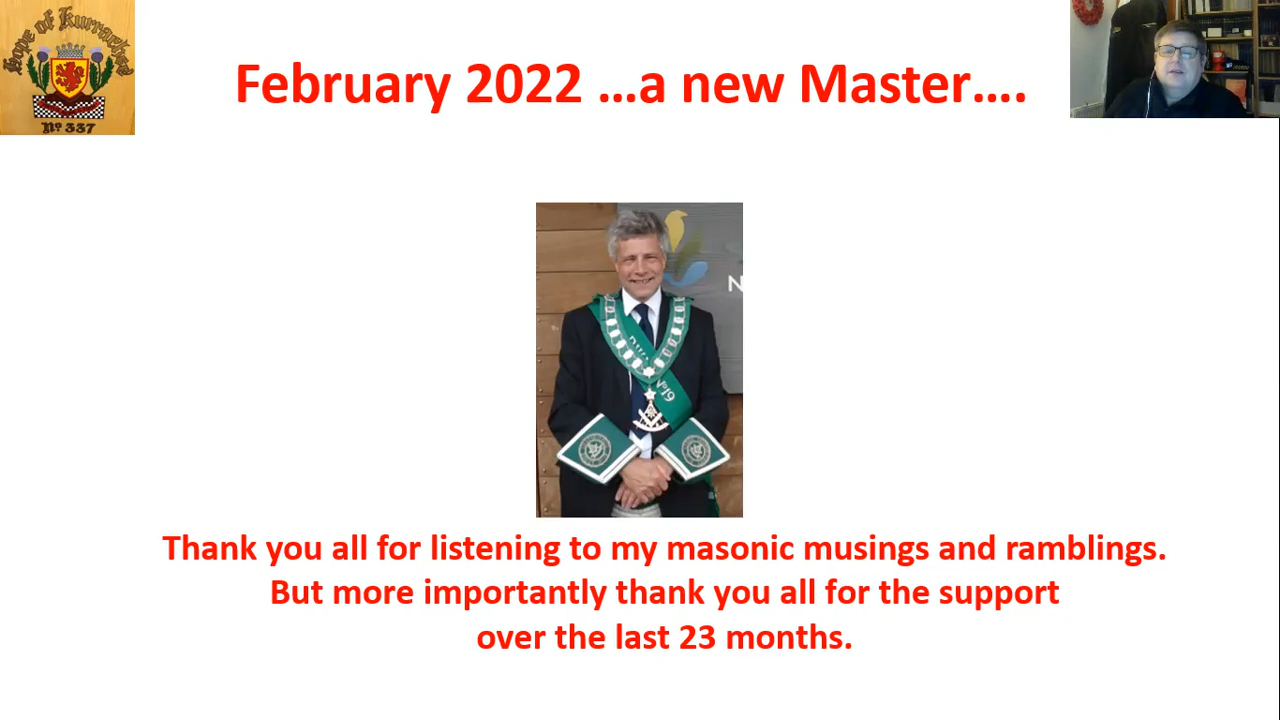 Hope of Kurrachee
Nº 337
February 2022 ...a new Master....
N
Nº19
Thank you all for listening to my masonic musings and ramblings.
But more importantly thank you all for the support
over the last 23 months.